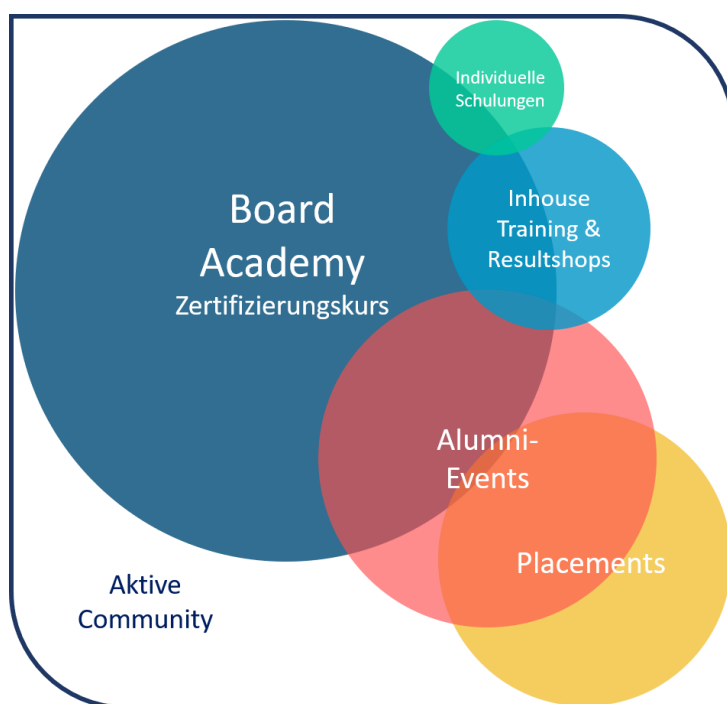 Individuelle
Schulungen
Board
Academy
Zertifizierungskurs
Inhouse
Training &
Resultshops
Alumni-
Events
Placements
Aktive
Community